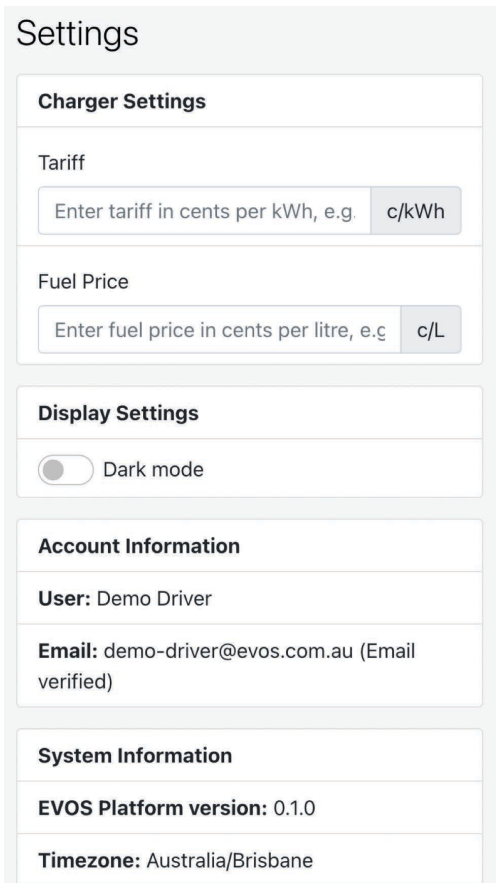 Settings
Charger Settings
Tariff
Enter tariff in cents per kWh, e.g. c/kWh
Fuel Price
Enter fuel price in cents per litre, e.g c/L
Display Settings
Dark mode
Account Information
User: Demo Driver
Email: demo-driver@evos.com.au (Email
verified)
System Information
EVOS Platform version: 0.1.0
Timezone: Australia/Brisbane